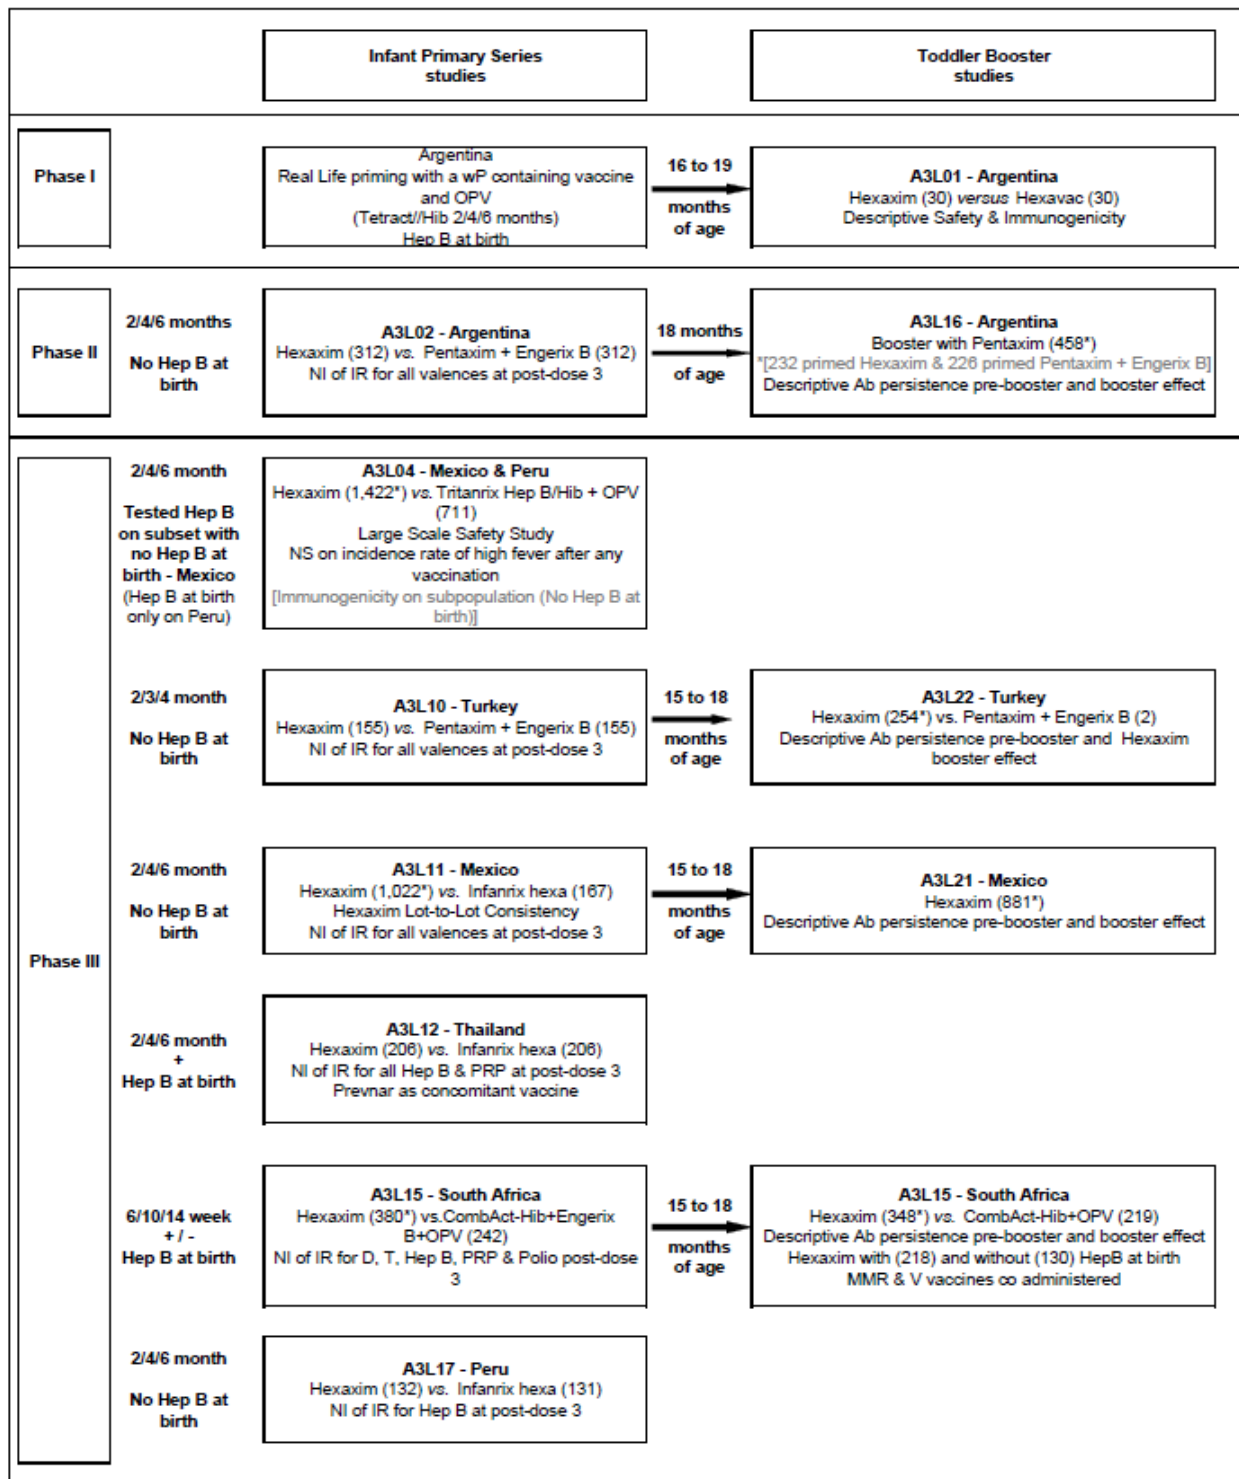 Infant Primary Series
studies
Toddler Booster
studies
Phase I
Argentina
Real Life priming with a wP containing vaccine
and OPV
(Tetract//Hib 2/4/6 months)
Hep B at birth
16 to 19
months
of age
A3L01 - Argentina
Hexaxim (30) versus Hexavac (30)
Descriptive Safety & Immunogenicity
Phase II
2/4/6 months
No Hep B at
birth
A3L02 - Argentina
Hexaxim (312) vs. Pentaxim + Engerix B (312)
NI of IR for all valences at post-dose 3
18 months
of age
A3L16 - Argentina
Booster with Pentaxim (458*)
*[232 primed Hexaxim & 226 primed Pentaxim + Engerix B]
Descriptive Ab persistence pre-booster and booster effect
Phase III
2/4/6 month
Tested Hep B
on subset with
no Hep B at
birth - Mexico
(Hep B at birth
only on Peru)
A3L04 - Mexico & Peru
Hexaxim (1,422*) vs. Tritanrix Hep B/Hib + OPV
(711)
Large Scale Safety Study
NS on incidence rate of high fever after any
vaccination
[Immunogenicity on subpopulation (No Hep B at
birth)]
2/3/4 month
No Hep B at
birth
A3L10 - Turkey
Hexaxim (155) vs. Pentaxim + Engerix B (155)
NI of IR for all valences at post-dose 3
15 to 18
months
of age
A3L22 - Turkey
Hexaxim (254*) vs. Pentaxim + Engerix B (2)
Descriptive Ab persistence pre-booster and Hexaxim
booster effect
2/4/6 month
No Hep B at
birth
A3L11 - Mexico
Hexaxim (1,022*) vs. Infanrix hexa (167)
Hexaxim Lot-to-Lot Consistency
NI of IR for all valences at post-dose 3
15 to 18
months
of age
A3L21 - Mexico
Hexaxim (881*)
Descriptive Ab persistence pre-booster and booster effect
2/4/6 month
+
Hep B at birth
A3L12 - Thailand
Hexaxim (206) vs. Infanrix hexa (206)
NI of IR for all Hep B & PRP at post-dose 3
Prevnar as concomitant vaccine
6/10/14 week
+ / -
Hep B at birth
A3L15 - South Africa
Hexaxim (380*) vs.CombAct-Hib+Engerix
B+OPV (242)
NI of IR for D, T, Hep B, PRP & Polio post-dose
3
15 to 18
months
of age
A3L15 - South Africa
Hexaxim (348*) vs. CombAct-Hib+OPV (219)
Descriptive Ab persistence pre-booster and booster effect
Hexaxim with (218) and without (130) HepB at birth
MMR & V vaccines co administered
2/4/6 month
No Hep B at
birth
A3L17 - Peru
Hexaxim (132) vs. Infanrix hexa (131)
NI of IR for Hep B at post-dose 3